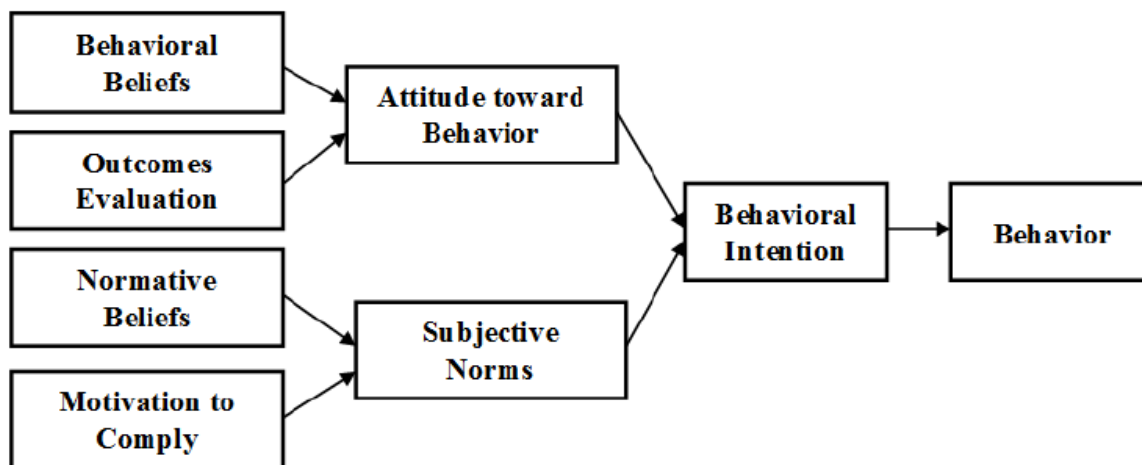 Behavioral
Beliefs
Outcomes
Evaluation
Normative
Beliefs
Motivation to
Comply
Attitude toward
Behavior
Subjective
Norms
Behavioral
Intention
Behavior